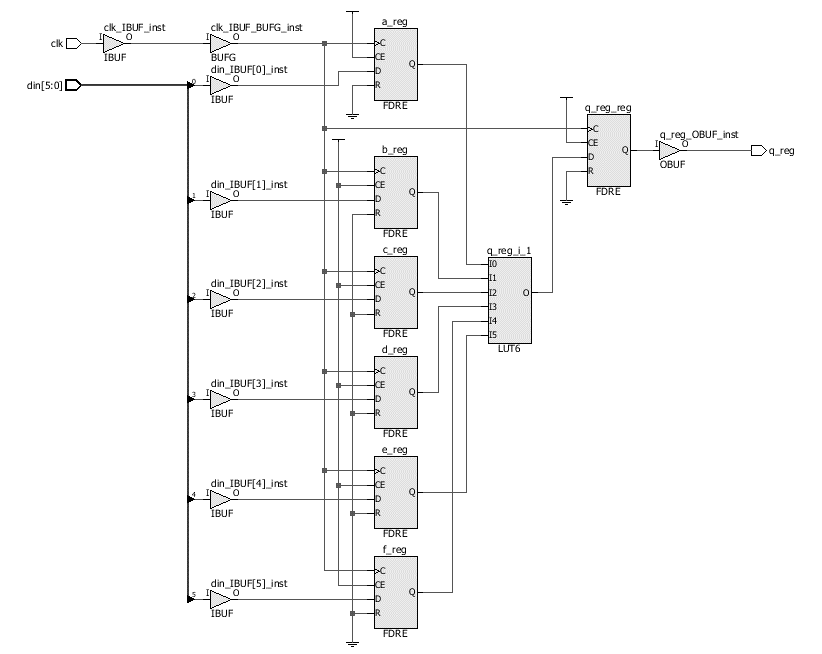 a_reg
clk_IBUF_inst clk_IBUF_BUFG_inst
clk I O I O C
IBUF BUFG CE Q
din_IBUF[0]_inst D
din[5:0] 0 I O R
IBUF FDRE
q_reg_reg
C
CE Q
D
R
FDRE
q_reg_OBUF_inst
I O q_reg
OBUF
b_reg
C
din_IBUF[1]_inst CE Q
1 I O D
IBUF R
FDRE
c_reg
C
din_IBUF[2]_inst CE Q
2 I O D
IBUF R
FDRE
q_reg_i_1
I0
I1
I2 O
I3
I4
I5
LUT6
d_reg
C
din_IBUF[3]_inst CE Q
3 I O D
IBUF R
FDRE
e_reg
C
din_IBUF[4]_inst CE Q
4 I O D
IBUF R
FDRE
f_reg
C
din_IBUF[5]_inst CE Q
5 I O D
IBUF R
FDRE